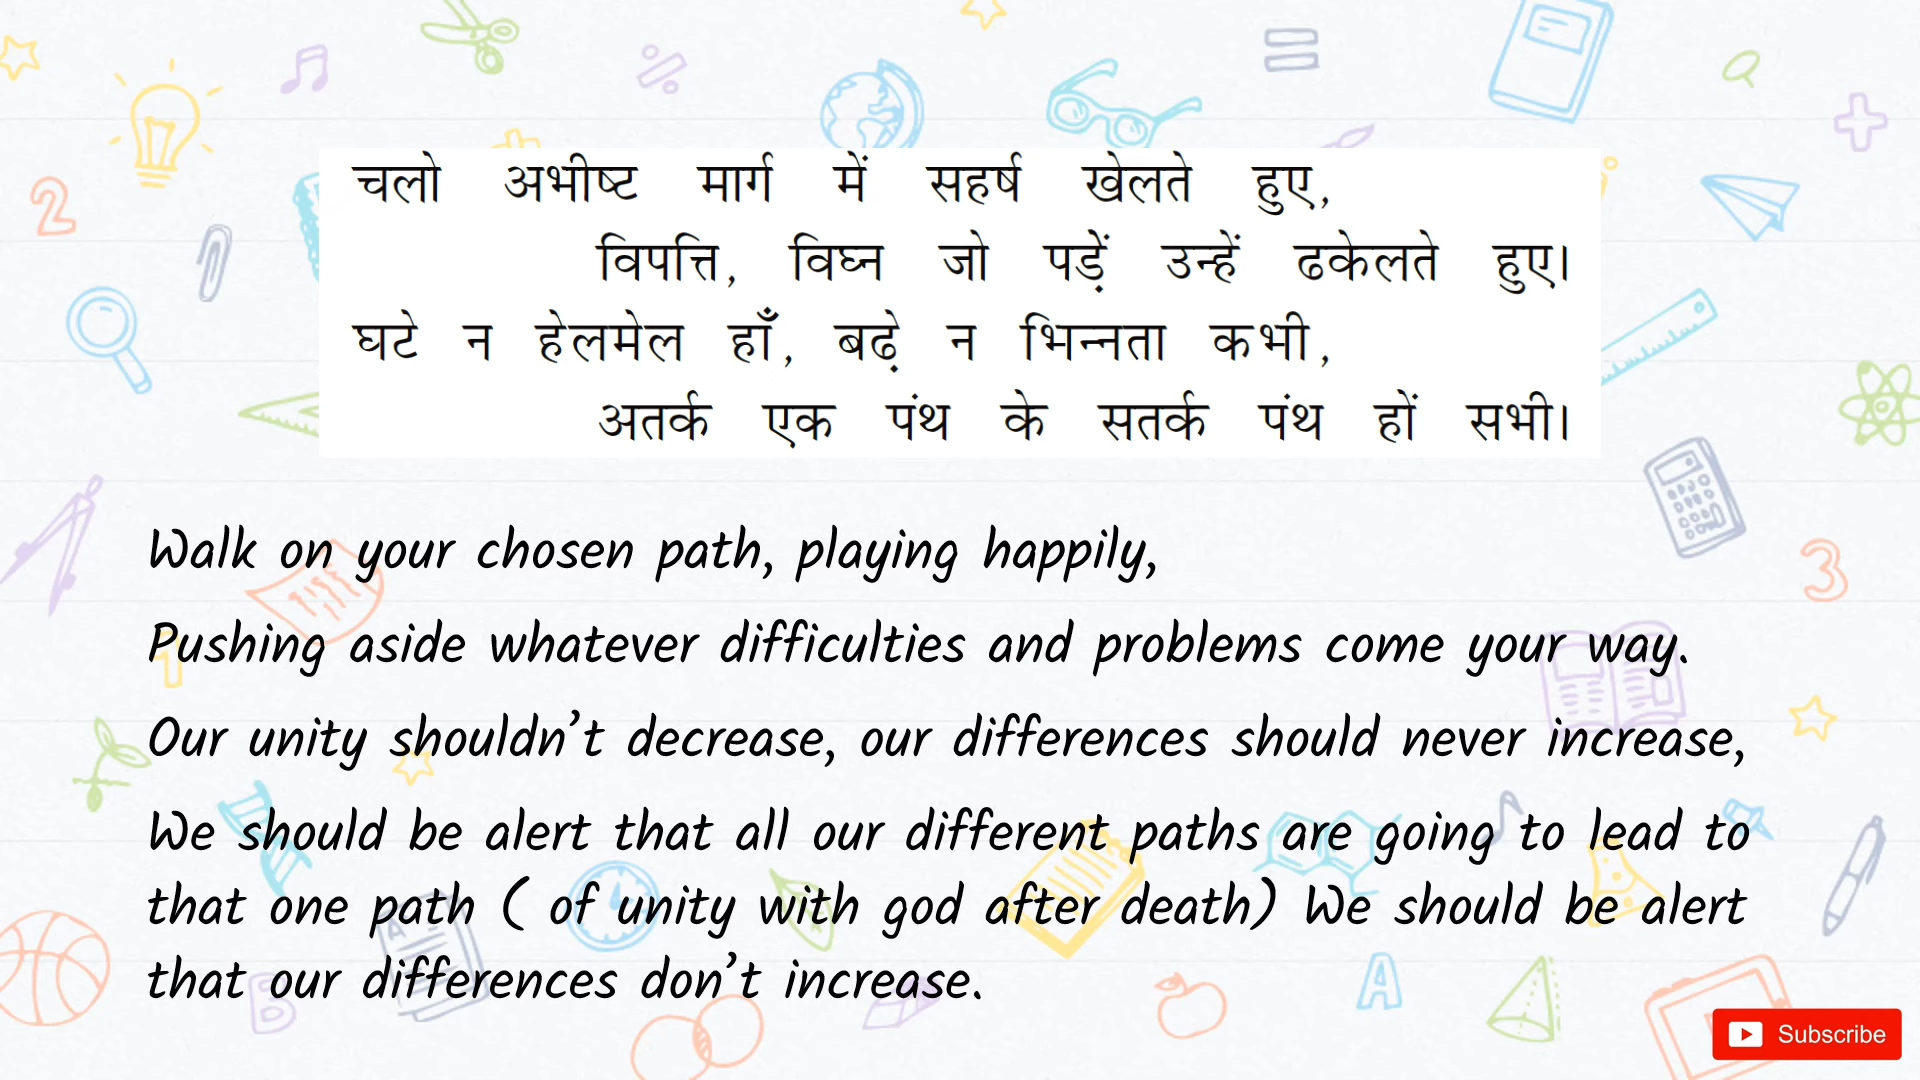 चलो अभीष्ट मार्ग में सहर्ष खेलते हुए,
विपत्ति, विघ्न जो पड़ें उन्हें ढकेलते हुए।
घटे न हेलमेल हाँ, बढ़े न भिन्नता कभी,
अतर्क एक पंथ के सतर्क पंथ हों सभी।
Walk on your chosen path, playing happily,
Pushing aside whatever difficulties and problems come your way.
Our unity shouldn’t decrease, our differences should never increase,
We should be alert that all our different paths are going to lead to
that one path ( of unity with god after death) We should be alert
that our differences don’t increase.
Subscribe